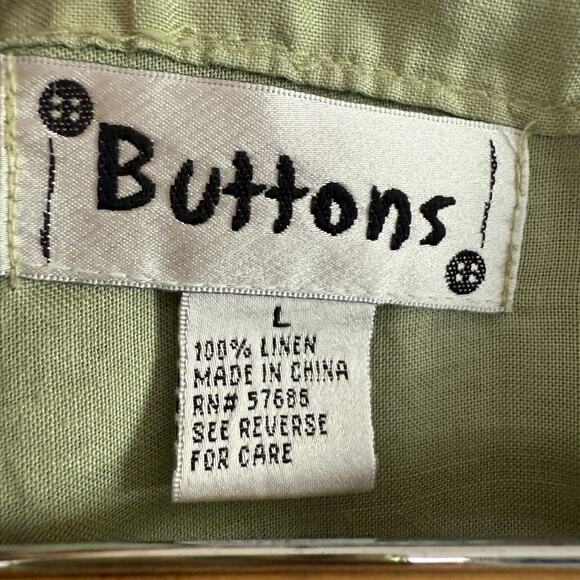 Buttons
L
100% LINEN
MADE IN CHINA
RN# 57686
SEE REVERSE
FOR CARE